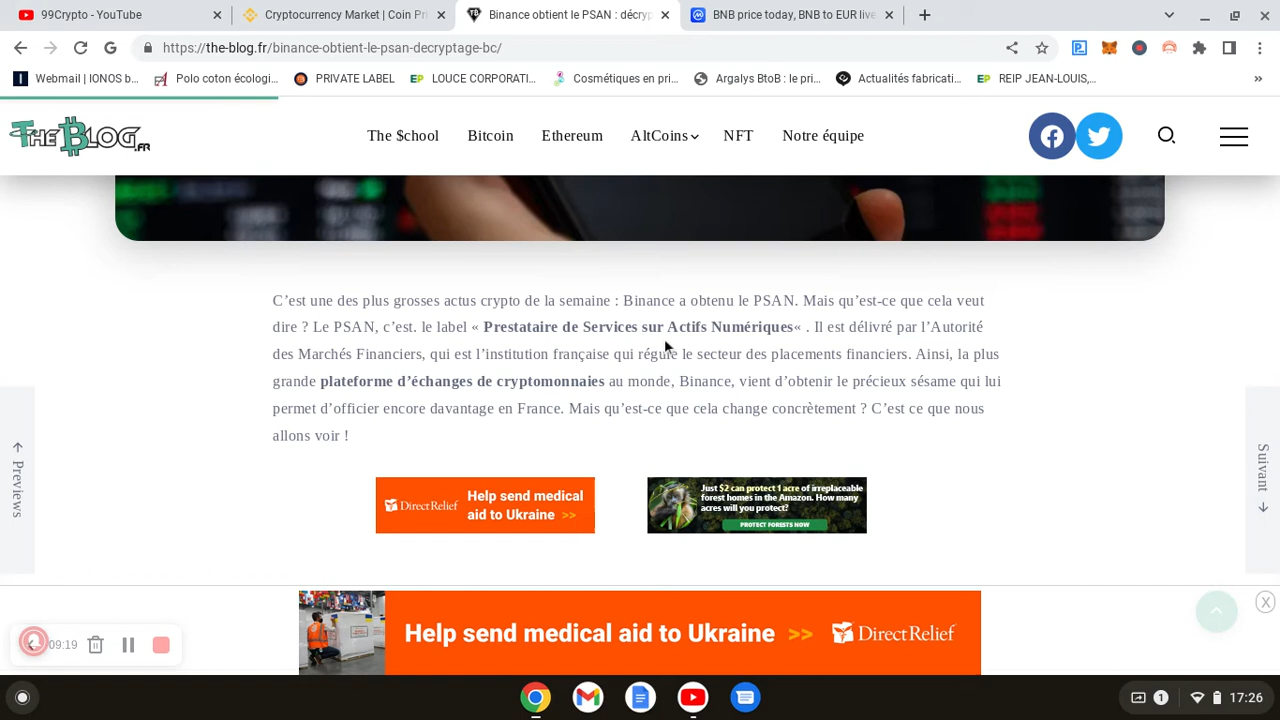 99Crypto - YouTube
Cryptocurrency Market | Coin Pri
Binance obtient le PSAN : décryp
BNB price today, BNB to EUR live
https://the-blog.fr/binance-obtient-le-psan-decryptage-bc/
Webmail | IONOS b...
Polo coton écologi...
PRIVATE LABEL
LOUCE CORPORATI...
Cosmétiques en pri...
Argalys BtoB : le pri...
Actualités fabricati...
REIP JEAN-LOUIS,...
»
THE BLOG.FR
The $chool
Bitcoin
Ethereum
AltCoins
NFT
Notre équipe
C’est une des plus grosses actus crypto de la semaine : Binance a obtenu le PSAN. Mais qu’est-ce que cela veut
dire ? Le PSAN, c’est. le label « Prestataire de Services sur Actifs Numériques« . Il est délivré par l’Autorité
des Marchés Financiers, qui est l’institution française qui régule le secteur des placements financiers. Ainsi, la plus
grande plateforme d’échanges de cryptomonnaies au monde, Binance, vient d’obtenir le précieux sésame qui lui
permet d’officier encore davantage en France. Mais qu’est-ce que cela change concrètement ? C’est ce que nous
allons voir !
Previews
Suivant
DirectRelief
Help send medical
aid to Ukraine >>
Just $2 can protect 1 acre of irreplaceable
forest homes in the Amazon. How many
acres will you protect?
PROTECT FORESTS NOW
Help send medical aid to Ukraine >> DirectRelief
X
09:19
1
17:26